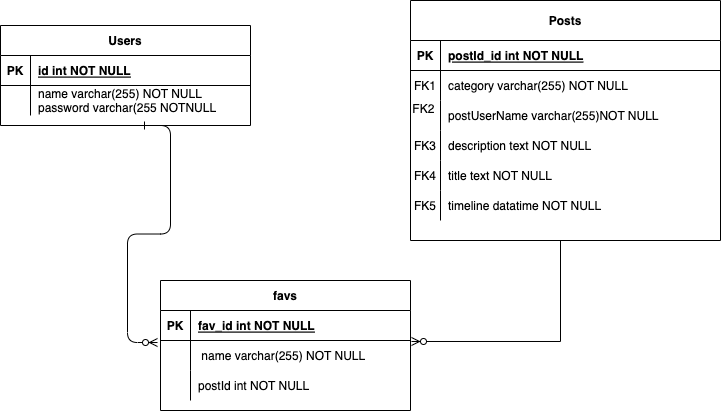 Users
PK id int NOT NULL
name varchar(255) NOT NULL
password varchar(255 NOTNULL
Posts
PK postId_id int NOT NULL
FK1 category varchar(255) NOT NULL
FK2 postUserName varchar(255)NOT NULL
FK3 description text NOT NULL
FK4 title text NOT NULL
FK5 timeline datatime NOT NULL
favs
PK fav_id int NOT NULL
name varchar(255) NOT NULL
postId int NOT NULL